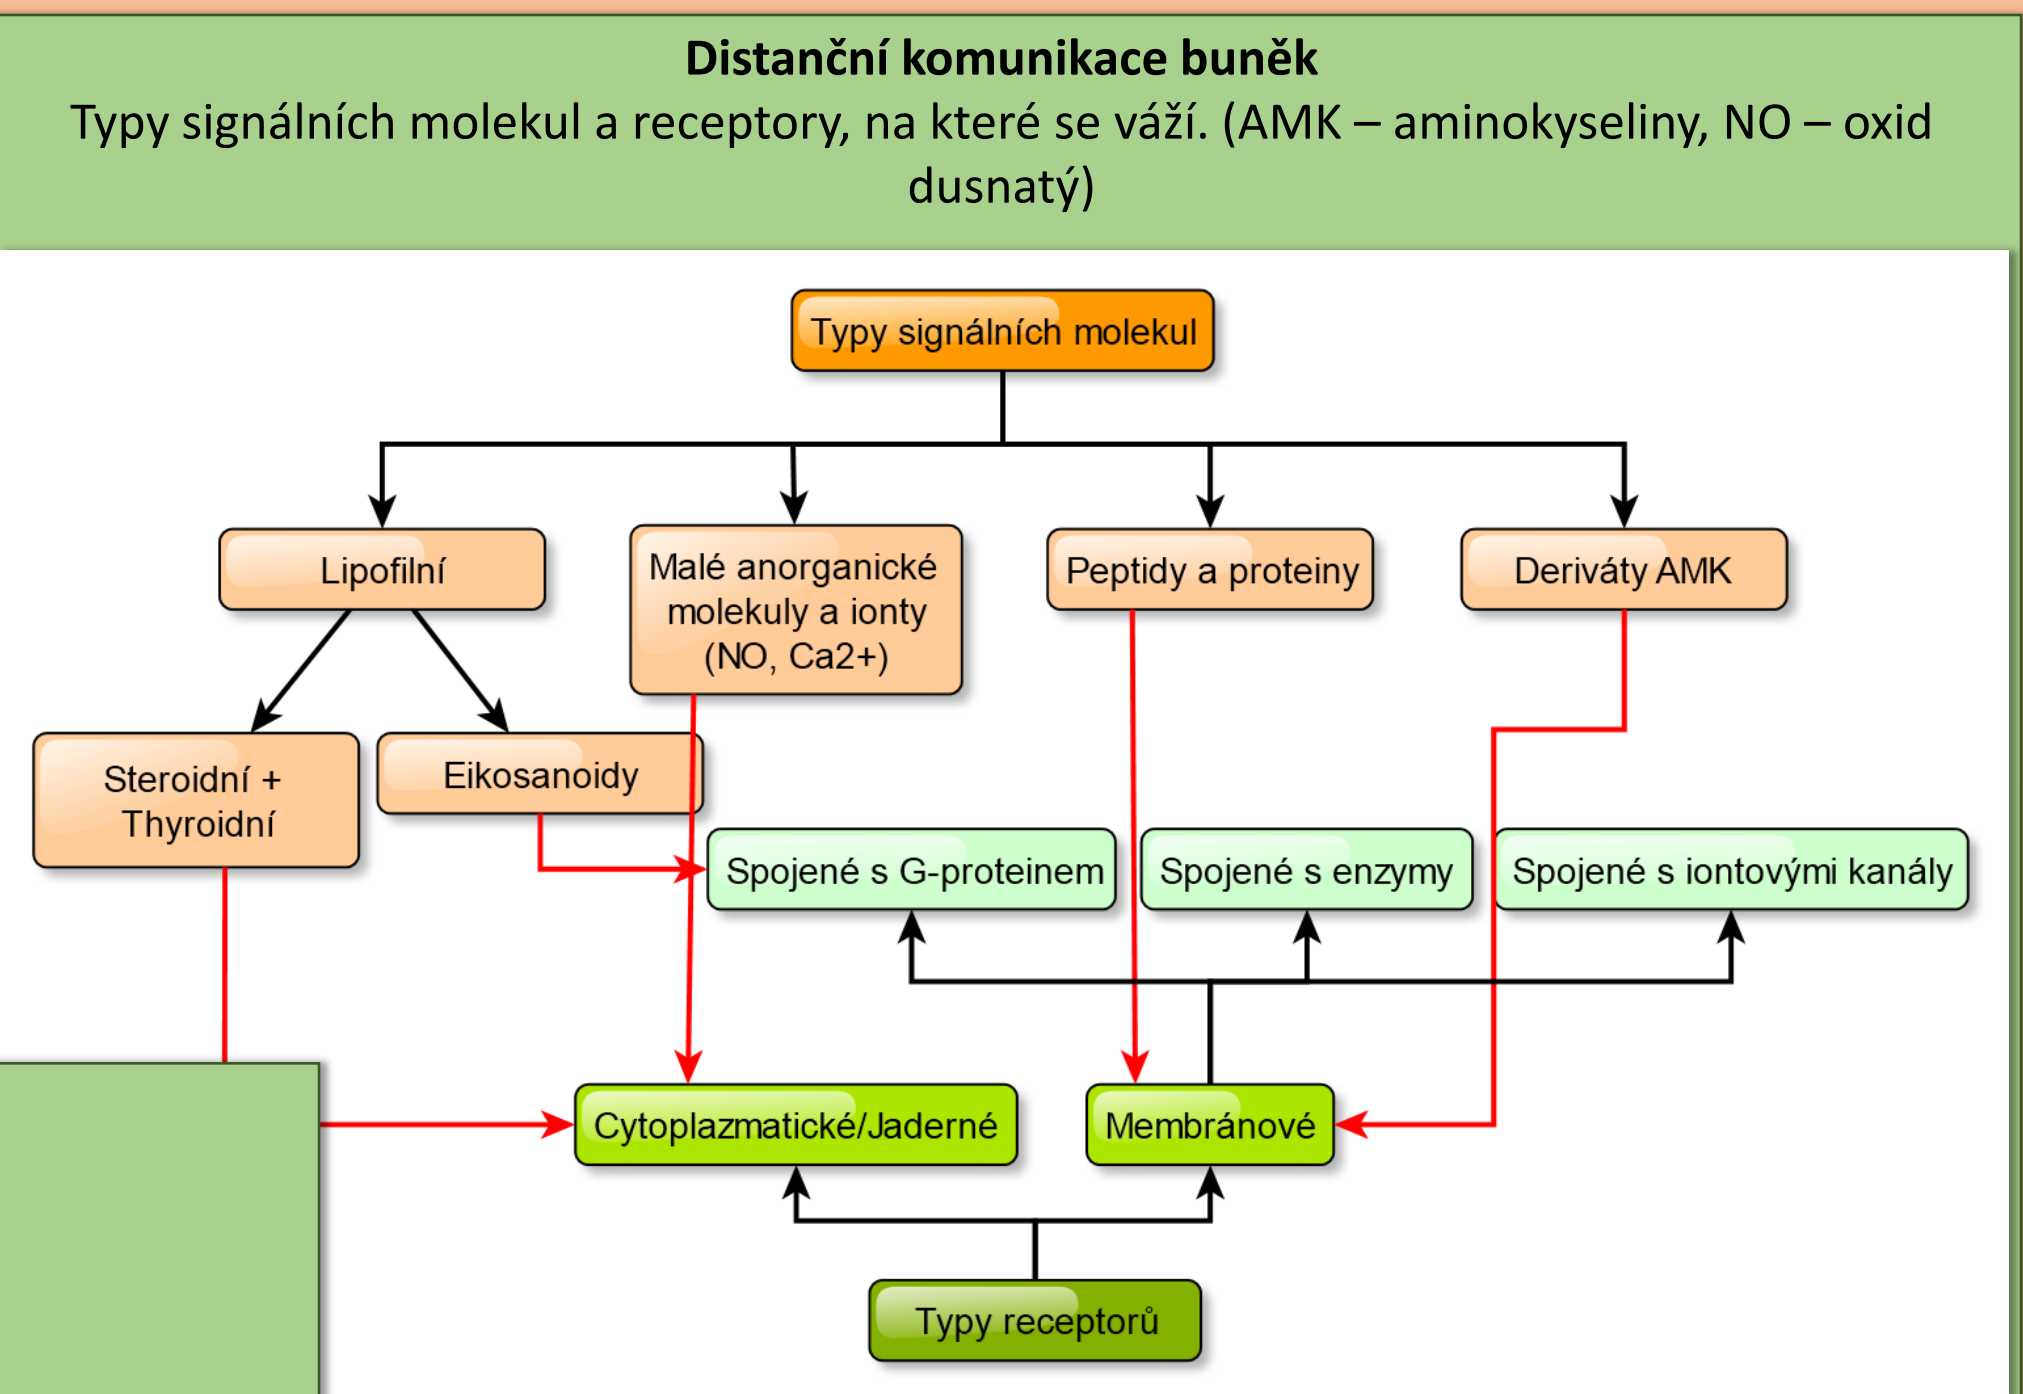 Distanční komunikace buněk
Typy signálních molekul a receptory, na které se váží. (AMK – aminokyseliny, NO – oxid
dusnatý)
Typy signálních molekul
Lipofilní
Malé anorganické
molekuly a ionty
(NO, Ca2+)
Peptidy a proteiny
Deriváty AMK
Steroidní +
Thyroidní
Eikosanoidy
Spojené s G-proteinem
Spojené s enzymy
Spojené s iontovými kanály
Cytoplazmatické/Jaderné
Membránové
Typy receptorů